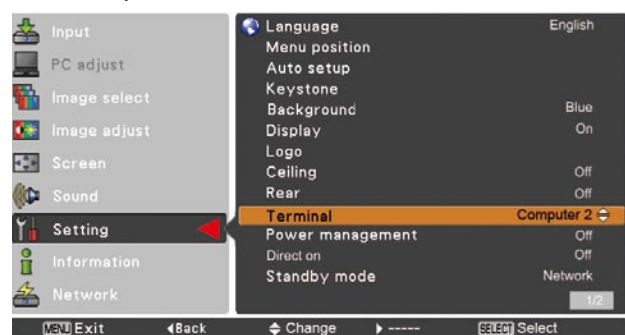 Input
PC adjust
Image select
Image adjust
Screen
Sound
Setting
Information
Network
Language English
Menu position
Auto setup
Keystone
Background Blue
Display On
Logo
Ceiling Off
Rear Off
Terminal Computer 2
Power management Off
Direct on Off
Standby mode Network
1/2
MENU Exit Back Change ----- SELECT Select